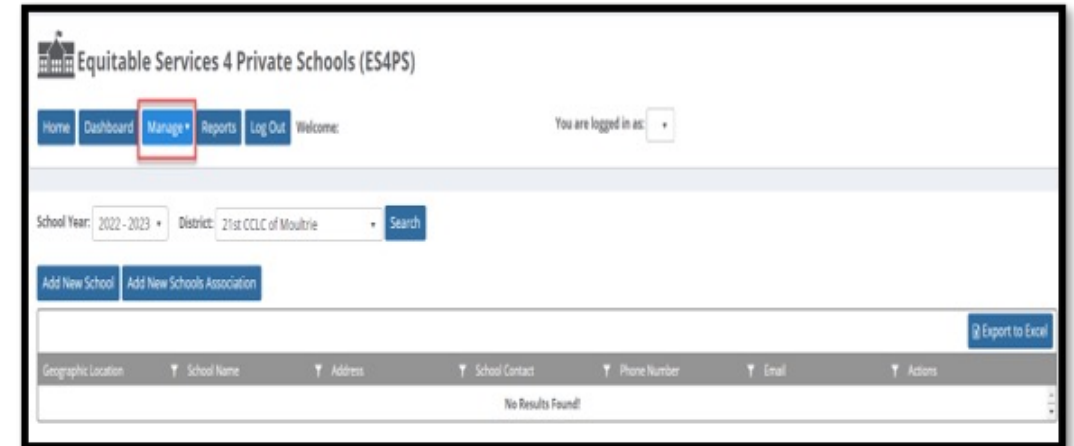 Equitable Services 4 Private Schools (ES4PS)
Home Dashboard Manage Reports Log Out Welcome: You are logged in as:
School Year: 2022 - 2023 District: 21st CCLC of Moultrie Search
Add New School Add New Schools Association
Export to Excel
Geographic Location School Name Address School Contact Phone Number Email Actions
No Results Found!